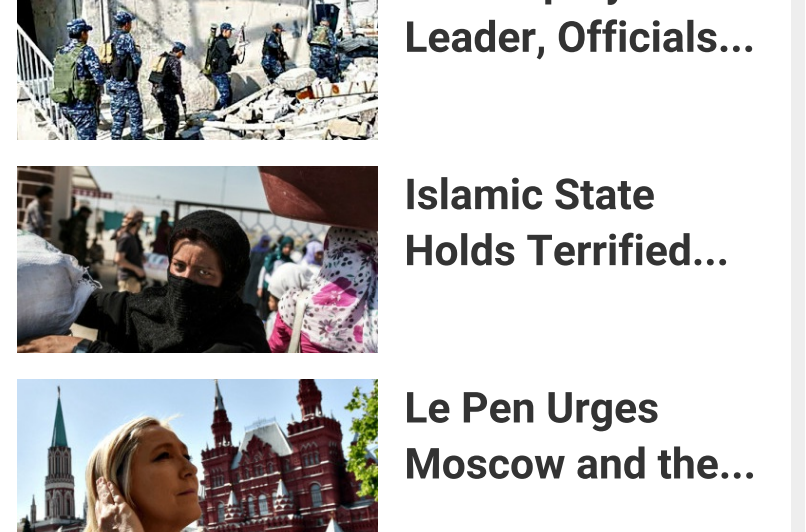 Leader, Officials...
Islamic State
Holds Terrified...
Le Pen Urges
Moscow and the...